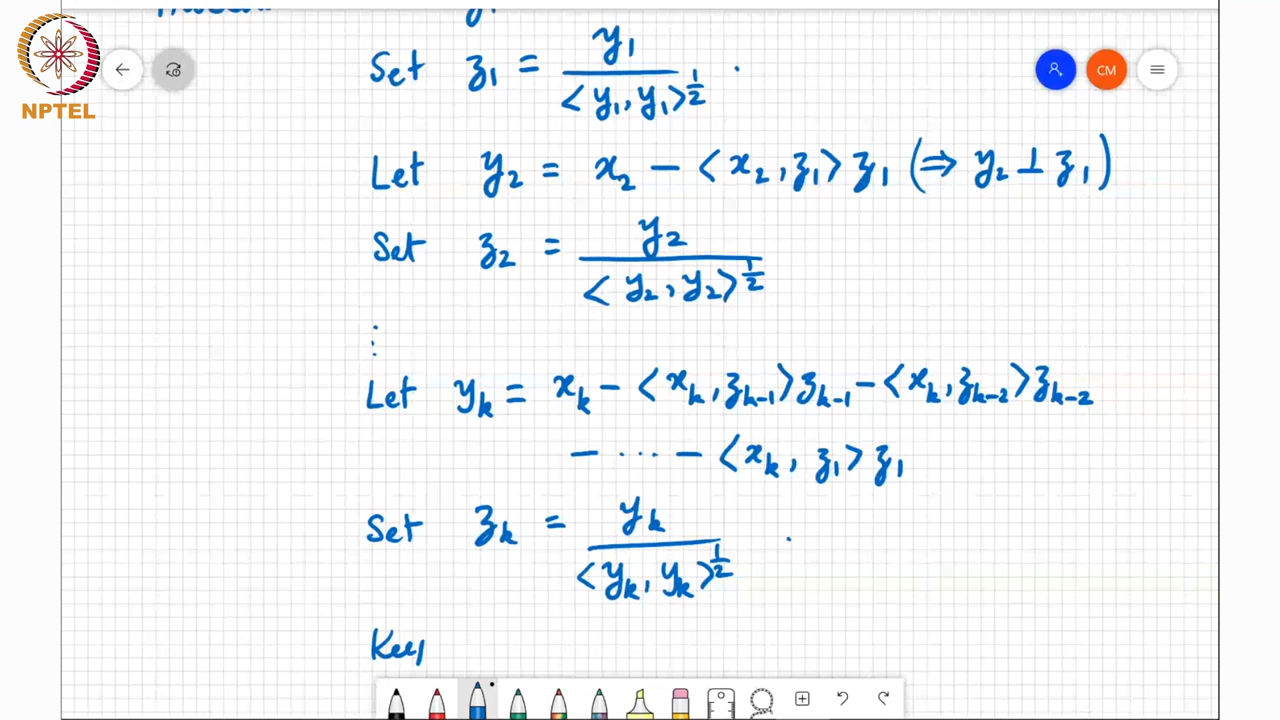 Set z₁ = y₁ / <y₁, y₁>^½ .
Let y₂ = x₂ − <x₂, z₁> z₁ (⇒ y₂ ⊥ z₁)
Set z₂ = y₂ / <y₂, y₂>^½
⋮
Let yₖ = xₖ − <xₖ, zₖ₋₁> zₖ₋₁ − <xₖ, zₖ₋₂> zₖ₋₂
− ⋯ − <xₖ, z₁> z₁
Set zₖ = yₖ / <yₖ, yₖ>^½ .
NPTEL
CM